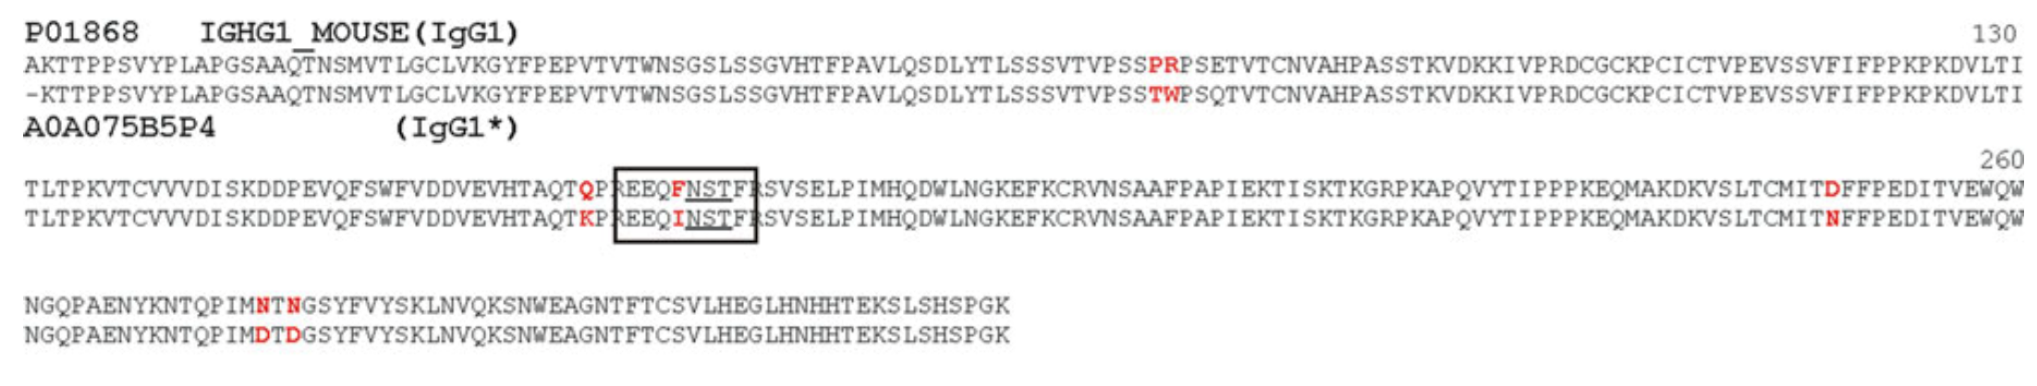 P01868 IGHG1_MOUSE(IgG1) 130
AKTTPPSVYPLAPGSAAQTNSMVTLGCLVKGYFPEPVTVTWNSGSLSSGVHTFPAVLQSDLYTLSSSVTVPSSPRPSETVTCNVAHPASSTKVDKKIVPRDCGCKPCICTVPEVSSVFIFPPKPKDVLTI
-KTTPPSVYPLAPGSAAQTNSMVTLGCLVKGYFPEPVTVTWNSGSLSSGVHTFPAVLQSDLYTLSSSVTVPSSTWPSQTVTCNVAHPASSTKVDKKIVPRDCGCKPCICTVPEVSSVFIFPPKPKDVLTI
A0A075B5P4 (IgG1*)
260
TLTPKVTCVVVDISKDDPEVQFSWFVDDVEVHTAQTQPREEQFNSTFRSVSELPIMHQDWLNGKEFKCRVNSAAFPAPIEKTISKTKGRPKAPQVYTIPPPKEQMAKDKVSLTCMITDFFPEDITVEWQW
TLTPKVTCVVVDISKDDPEVQFSWFVDDVEVHTAQTKPREEQINSTFRSVSELPIMHQDWLNGKEFKCRVNSAAFPAPIEKTISKTKGRPKAPQVYTIPPPKEQMAKDKVSLTCMITNFFPEDITVEWQW
NGQPAENYKNTQPIMNTNGSYFVYSKLNVQKSNWEAGNTFTCSVLHEGLHNHHTEKSLSHSPGK
NGQPAENYKNTQPIMDTDGSYFVYSKLNVQKSNWEAGNTFTCSVLHEGLHNHHTEKSLSHSPGK